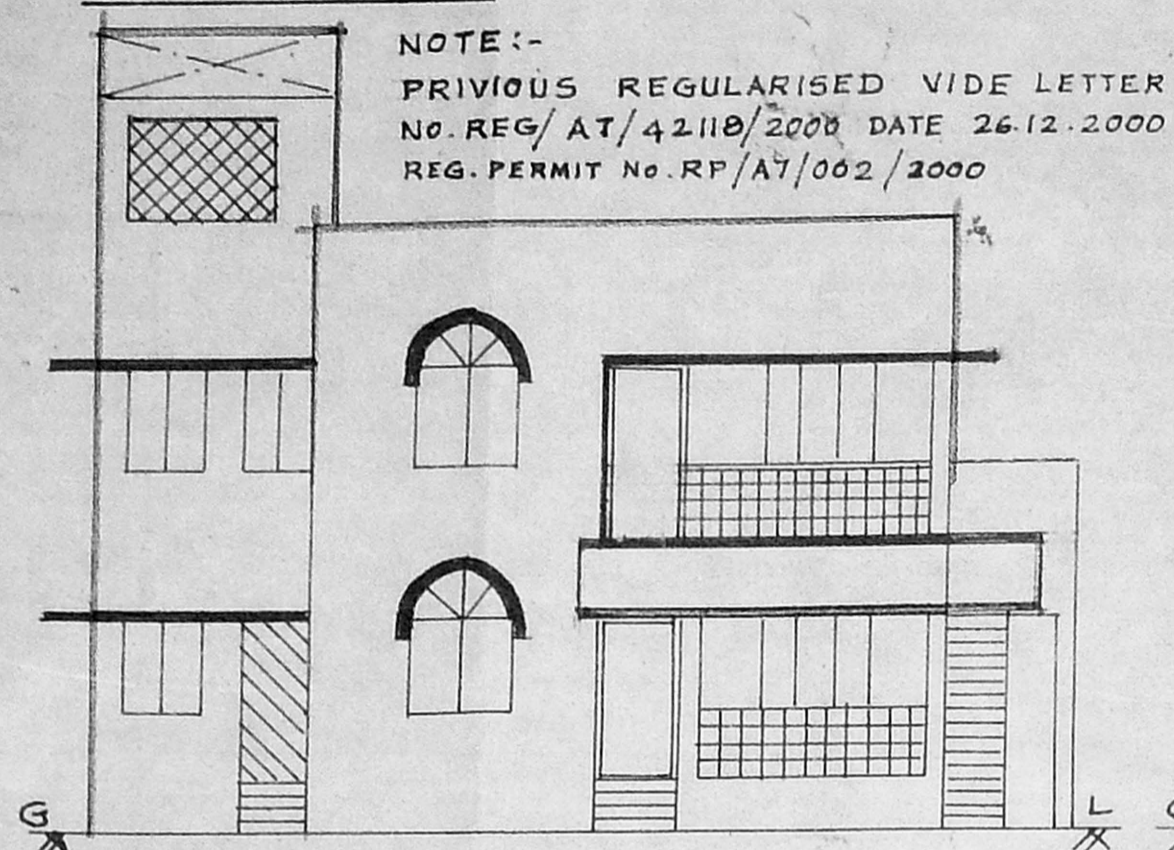 NOTE:-
PRIVIOUS REGULARISED VIDE LETTER
NO. REG/A7/42118/2000 DATE 26.12.2000
REG. PERMIT No. RP/A7/002/2000
G L